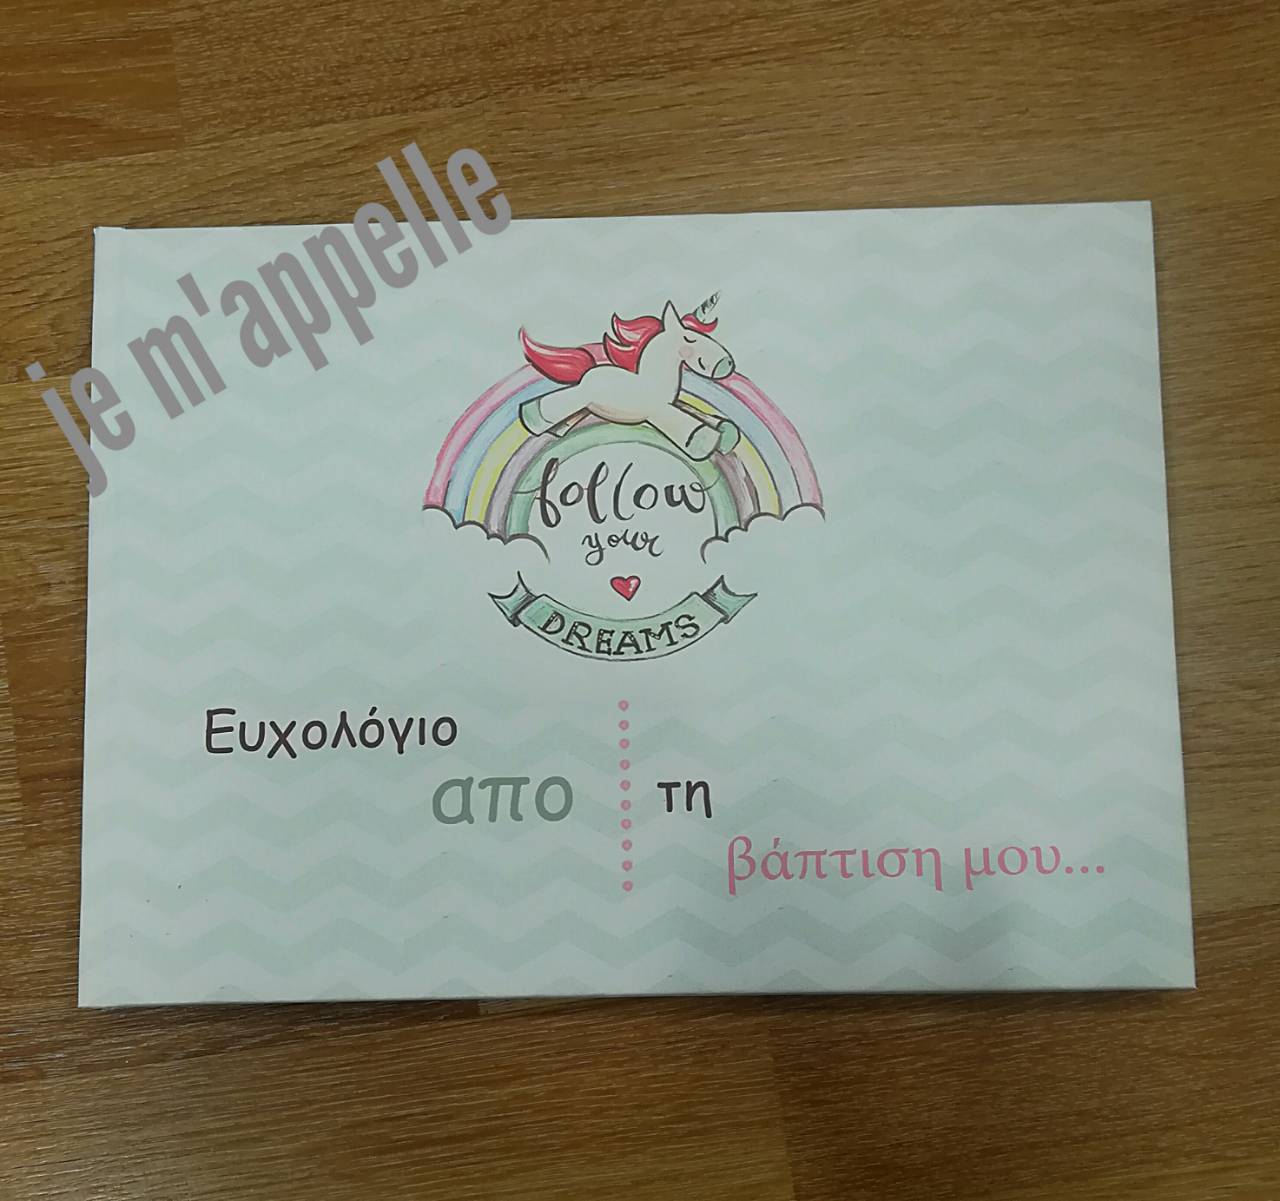 je m'appelle
follow
your
DREAMS
Ευχολόγιο
απο τη
βάπτιση μου...